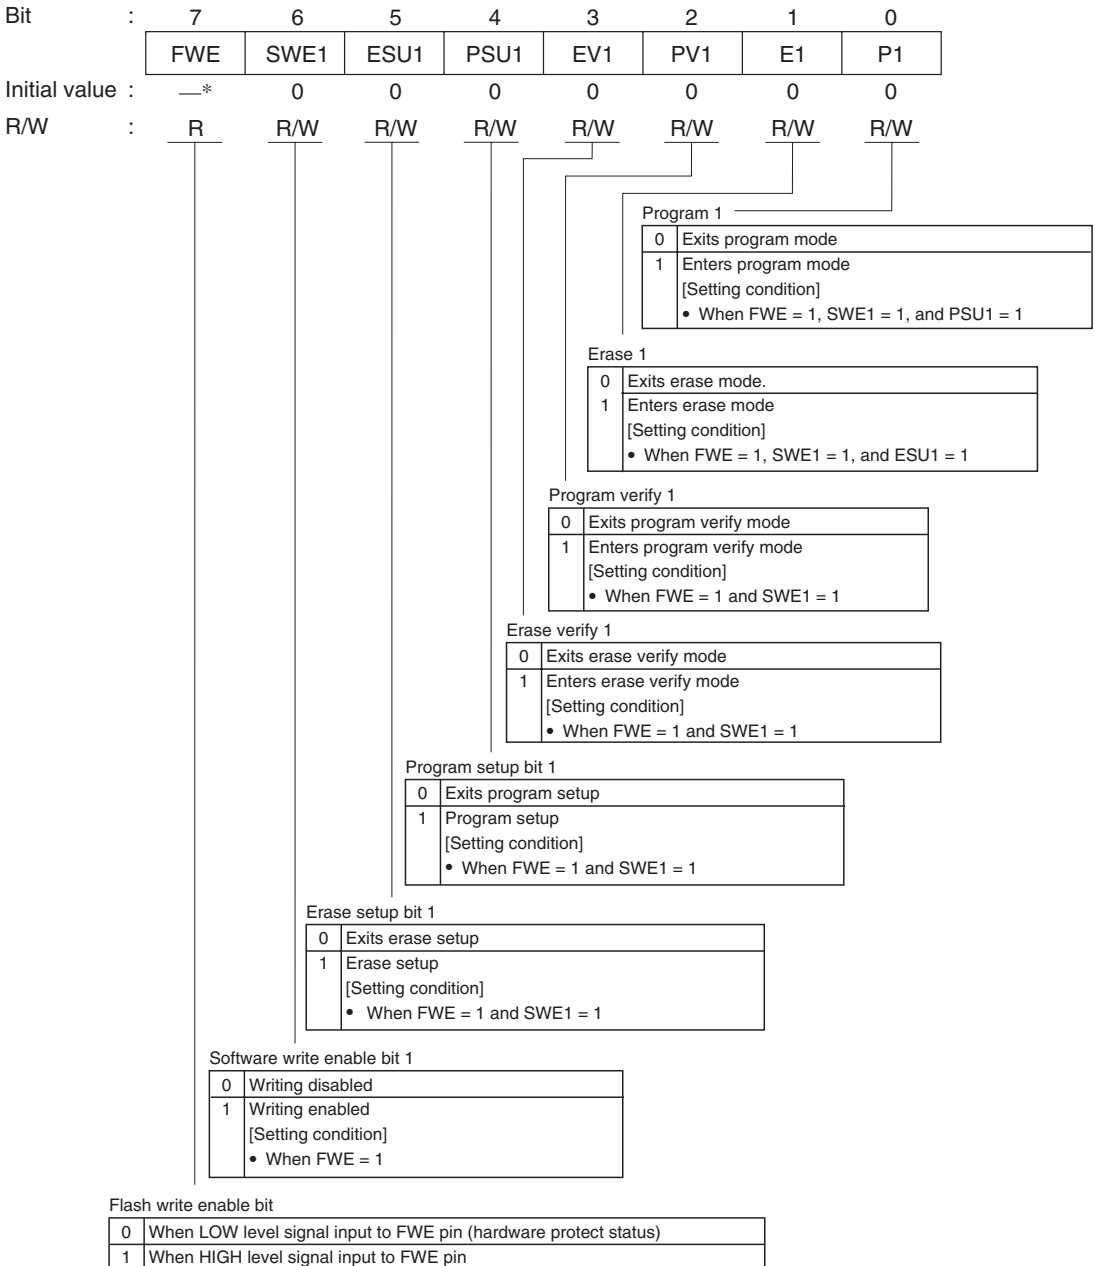 Bit : 7 6 5 4 3 2 1 0
FWE SWE1 ESU1 PSU1 EV1 PV1 E1 P1
Initial value : —* 0 0 0 0 0 0 0
R/W : R R/W R/W R/W R/W R/W R/W R/W
Program 1
0 Exits program mode
1 Enters program mode
[Setting condition]
• When FWE = 1, SWE1 = 1, and PSU1 = 1
Erase 1
0 Exits erase mode.
1 Enters erase mode
[Setting condition]
• When FWE = 1, SWE1 = 1, and ESU1 = 1
Program verify 1
0 Exits program verify mode
1 Enters program verify mode
[Setting condition]
• When FWE = 1 and SWE1 = 1
Erase verify 1
0 Exits erase verify mode
1 Enters erase verify mode
[Setting condition]
• When FWE = 1 and SWE1 = 1
Program setup bit 1
0 Exits program setup
1 Program setup
[Setting condition]
• When FWE = 1 and SWE1 = 1
Erase setup bit 1
0 Exits erase setup
1 Erase setup
[Setting condition]
• When FWE = 1 and SWE1 = 1
Software write enable bit 1
0 Writing disabled
1 Writing enabled
[Setting condition]
• When FWE = 1
Flash write enable bit
0 When LOW level signal input to FWE pin (hardware protect status)
1 When HIGH level signal input to FWE pin